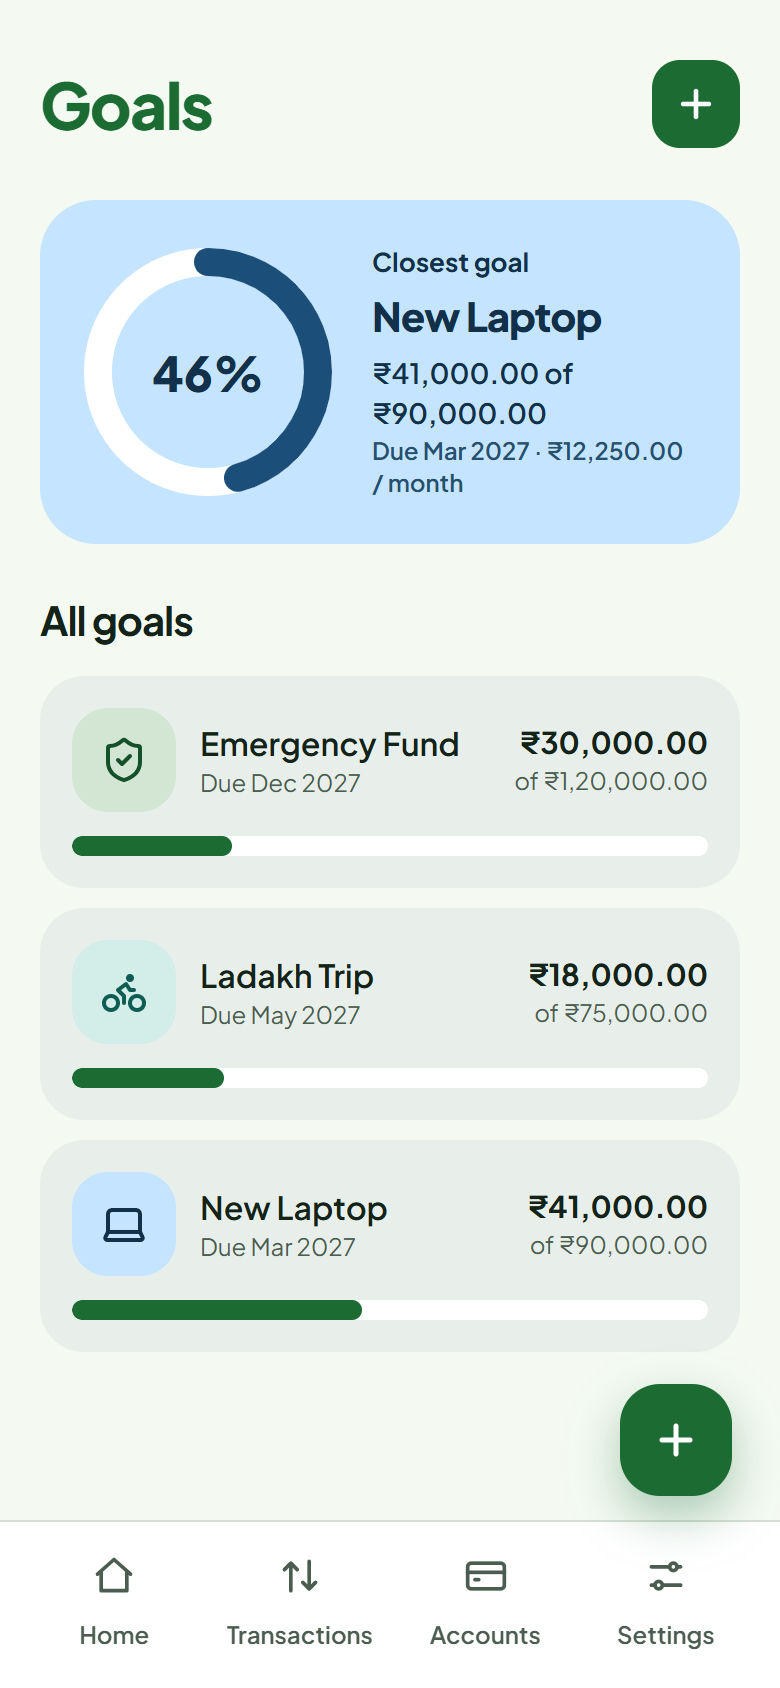 Goals
46%
Closest goal
New Laptop
₹41,000.00 of
₹90,000.00
Due Mar 2027 · ₹12,250.00
/ month
All goals
Emergency Fund
₹30,000.00
Due Dec 2027
of ₹1,20,000.00
Ladakh Trip
₹18,000.00
Due May 2027
of ₹75,000.00
New Laptop
₹41,000.00
Due Mar 2027
of ₹90,000.00
Home
Transactions
Accounts
Settings